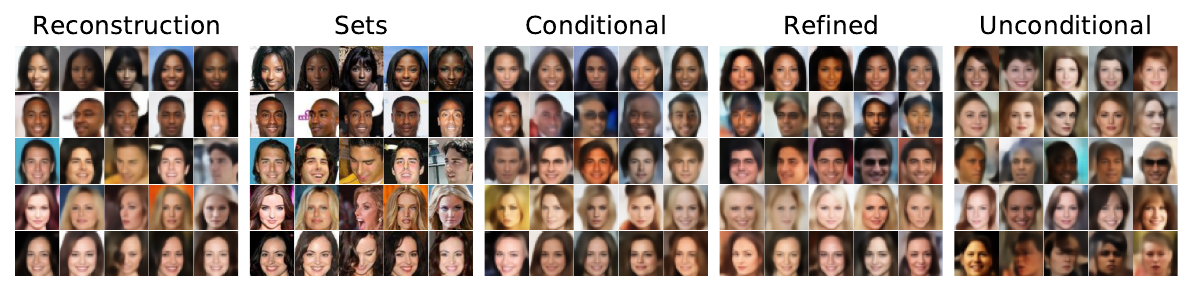 Reconstruction
Sets
Conditional
Refined
Unconditional